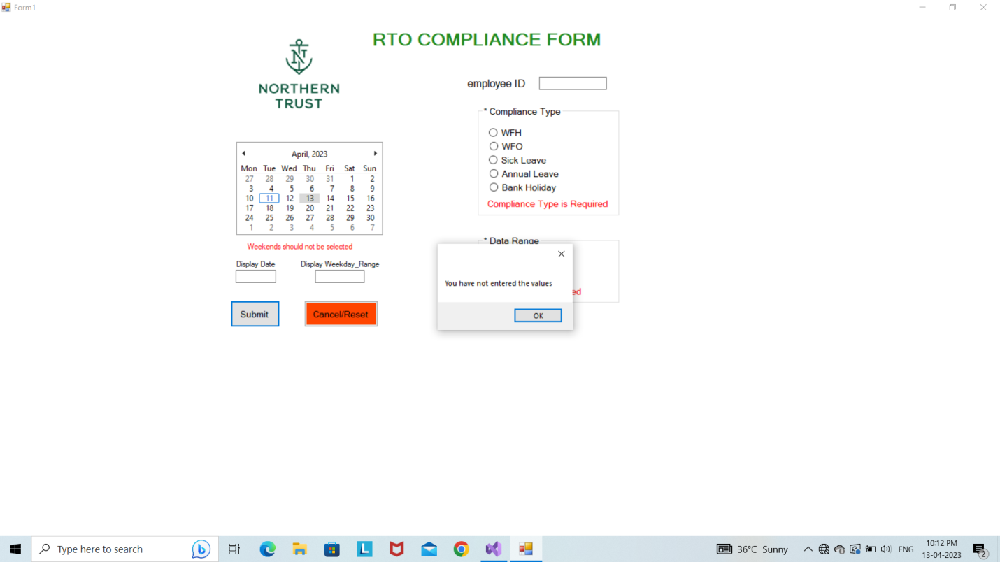 Form1
RTO COMPLIANCE FORM
NT
NORTHERN
TRUST
employee ID
* Compliance Type
WFH
WFO
Sick Leave
Annual Leave
Bank Holiday
Compliance Type is Required
April, 2023
Mon Tue Wed Thu Fri Sat Sun
27 28 29 30 31 1 2
3 4 5 6 7 8 9
10 11 12 13 14 15 16
17 18 19 20 21 22 23
24 25 26 27 28 29 30
1 2 3 4 5 6 7
Weekends should not be selected
Display Date Display Weekday_Range
Submit Cancel/Reset
* Data Range
You have not entered the values
ed
OK
Type here to search
36°C Sunny
ENG
10:12 PM
13-04-2023
2